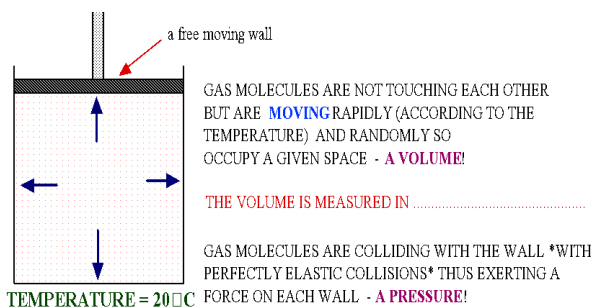 a free moving wall
GAS MOLECULES ARE NOT TOUCHING EACH OTHER
BUT ARE MOVING RAPIDLY (ACCORDING TO THE
TEMPERATURE) AND RANDOMLY SO
OCCUPY A GIVEN SPACE - A VOLUME!
THE VOLUME IS MEASURED IN .............................................
GAS MOLECULES ARE COLLIDING WITH THE WALL *WITH
PERFECTLY ELASTIC COLLISIONS* THUS EXERTING A
FORCE ON EACH WALL - A PRESSURE!
TEMPERATURE = 20□C